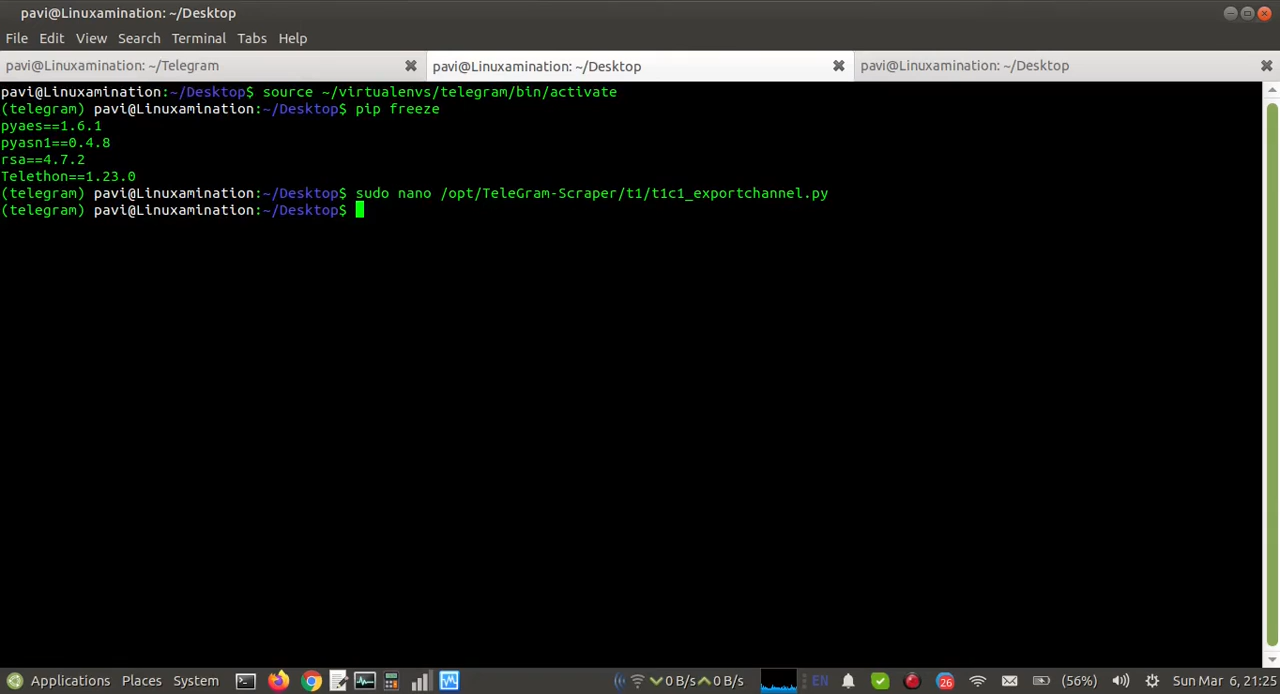 pavi@Linuxamination: ~/Desktop
File Edit View Search Terminal Tabs Help
pavi@Linuxamination: ~/Telegram pavi@Linuxamination: ~/Desktop pavi@Linuxamination: ~/Desktop
pavi@Linuxamination:~/Desktop$ source ~/virtualenvs/telegram/bin/activate
(telegram) pavi@Linuxamination:~/Desktop$ pip freeze
pyaes==1.6.1
pyasn1==0.4.8
rsa==4.7.2
Telethon==1.23.0
(telegram) pavi@Linuxamination:~/Desktop$ sudo nano /opt/TeleGram-Scraper/t1/t1c1_exportchannel.py
(telegram) pavi@Linuxamination:~/Desktop$
Applications Places System 0 B/s 0 B/s EN 26 (56%) Sun Mar 6, 21:25